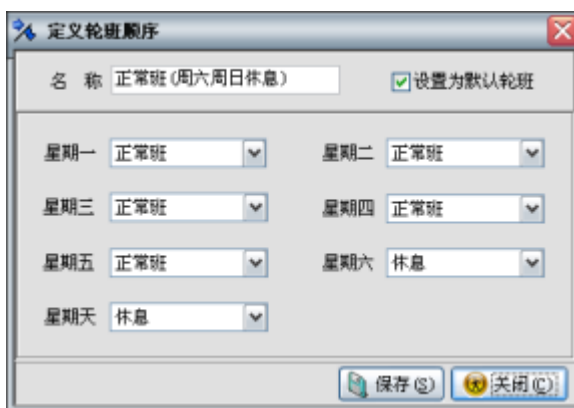 定义轮班顺序
名 称 正常班(周六周日休息) 设置为默认轮班
星期一 正常班 星期二 正常班
星期三 正常班 星期四 正常班
星期五 正常班 星期六 休息
星期天 休息
保存(S) 关闭(C)